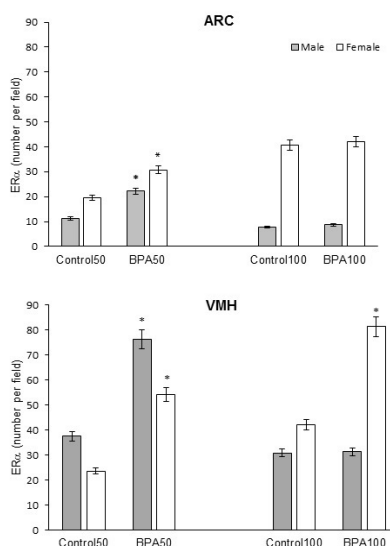 ARC
Male Female
ERα (number per field)
90
80
70
60
50
40
30
20
10
0
* *
Control50 BPA50 Control100 BPA100
VMH
ERα (number per field)
90
80
70
60
50
40
30
20
10
0
* * *
Control50 BPA50 Control100 BPA100